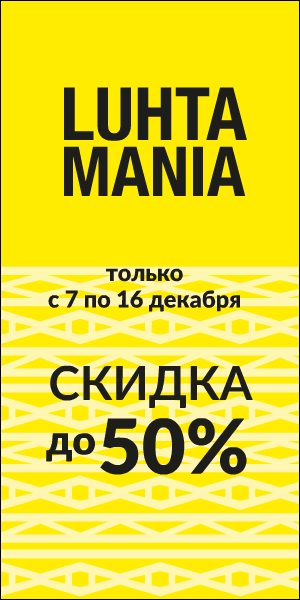 LUHTA
MANIA
только
с 7 по 16 декабря
СКИДКА
до 50%